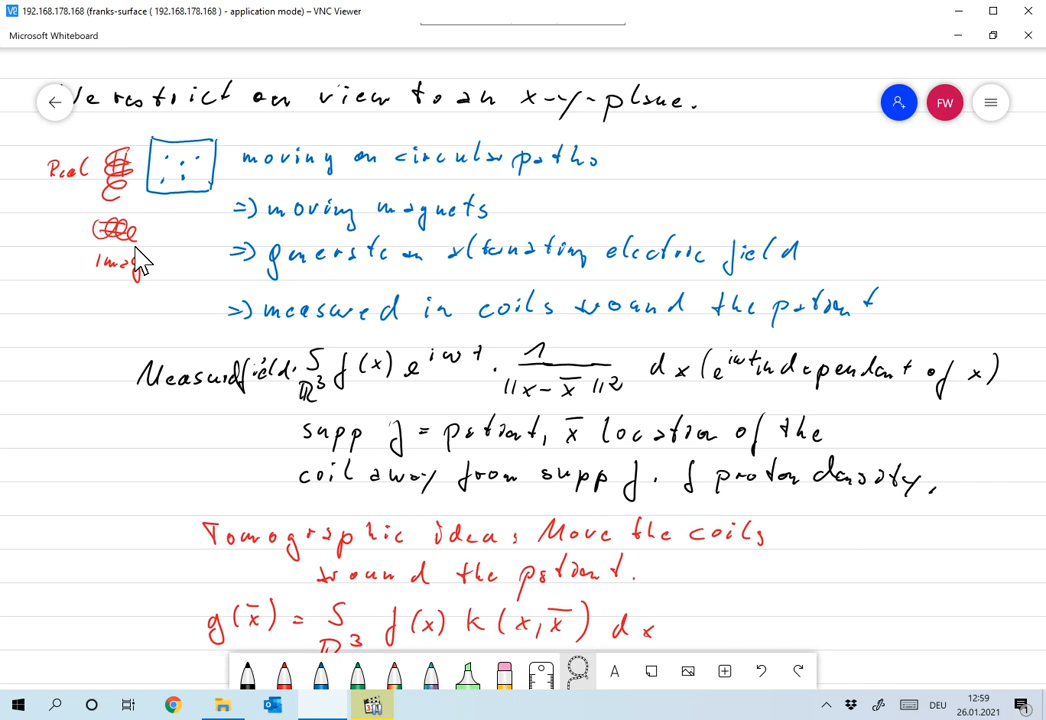 192.168.178.168 (franks-surface ( 192.168.178.168 ) - application mode) – VNC Viewer
Microsoft Whiteboard
We restrict our view to an x-y-plane.
FW
Real
moving on circular paths
=) moving magnets
=) generate an alternating electric field
Imag
=) measured in coils around the patient
Measured field: ∫ℝ³ f(x) e^{iωt} · 1/||x-x̄||² dx (e^{iωt} independant of x)
supp f = patient, x̄ location of the
coil away from supp f. f proton density.
Tomographic idea: Move the coils
around the patient.
g(x̄) = ∫ℝ³ f(x) k(x,x̄) dx
A
DEU
12:59
26.01.2021